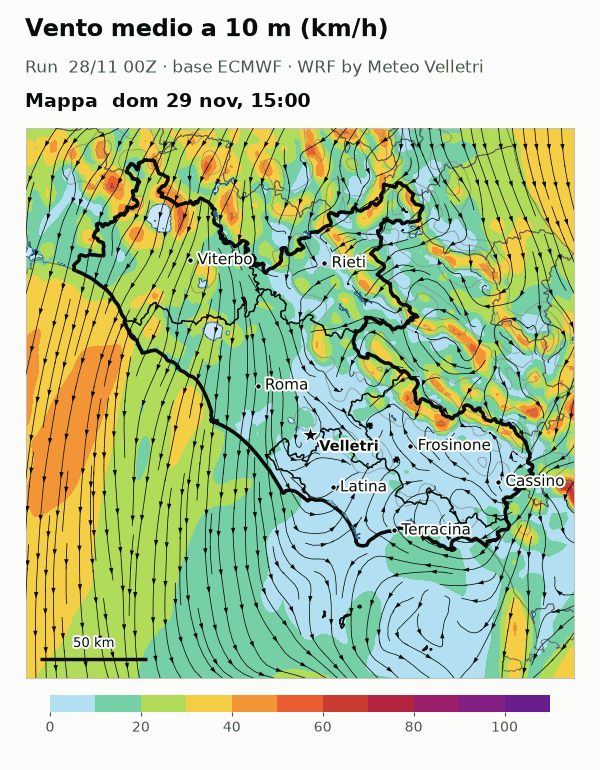 Vento medio a 10 m (km/h)
Run 28/11 00Z · base ECMWF · WRF by Meteo Velletri
Mappa dom 29 nov, 15:00
Viterbo
Rieti
Roma
Velletri
Frosinone
Cassino
Latina
Terracina
50 km
0 20 40 60 80 100